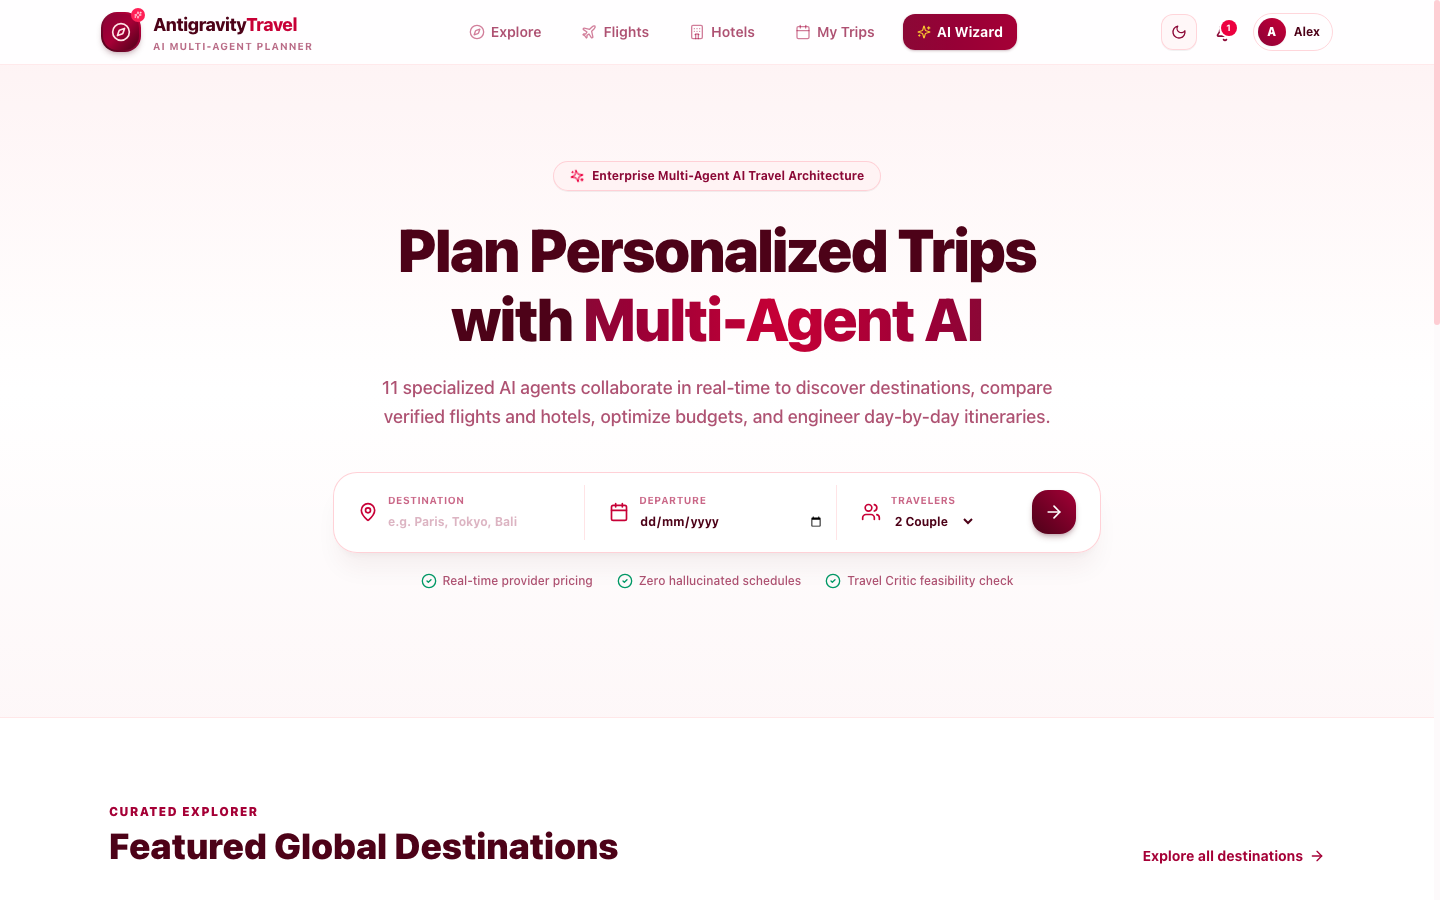 AntigravityTravel
AI MULTI-AGENT PLANNER
Explore
Flights
Hotels
My Trips
AI Wizard
1
A
Alex
Enterprise Multi-Agent AI Travel Architecture
Plan Personalized Trips
with Multi-Agent AI
11 specialized AI agents collaborate in real-time to discover destinations, compare
verified flights and hotels, optimize budgets, and engineer day-by-day itineraries.
DESTINATION
e.g. Paris, Tokyo, Bali
DEPARTURE
dd/mm/yyyy
TRAVELERS
2 Couple
Real-time provider pricing
Zero hallucinated schedules
Travel Critic feasibility check
CURATED EXPLORER
Featured Global Destinations
Explore all destinations